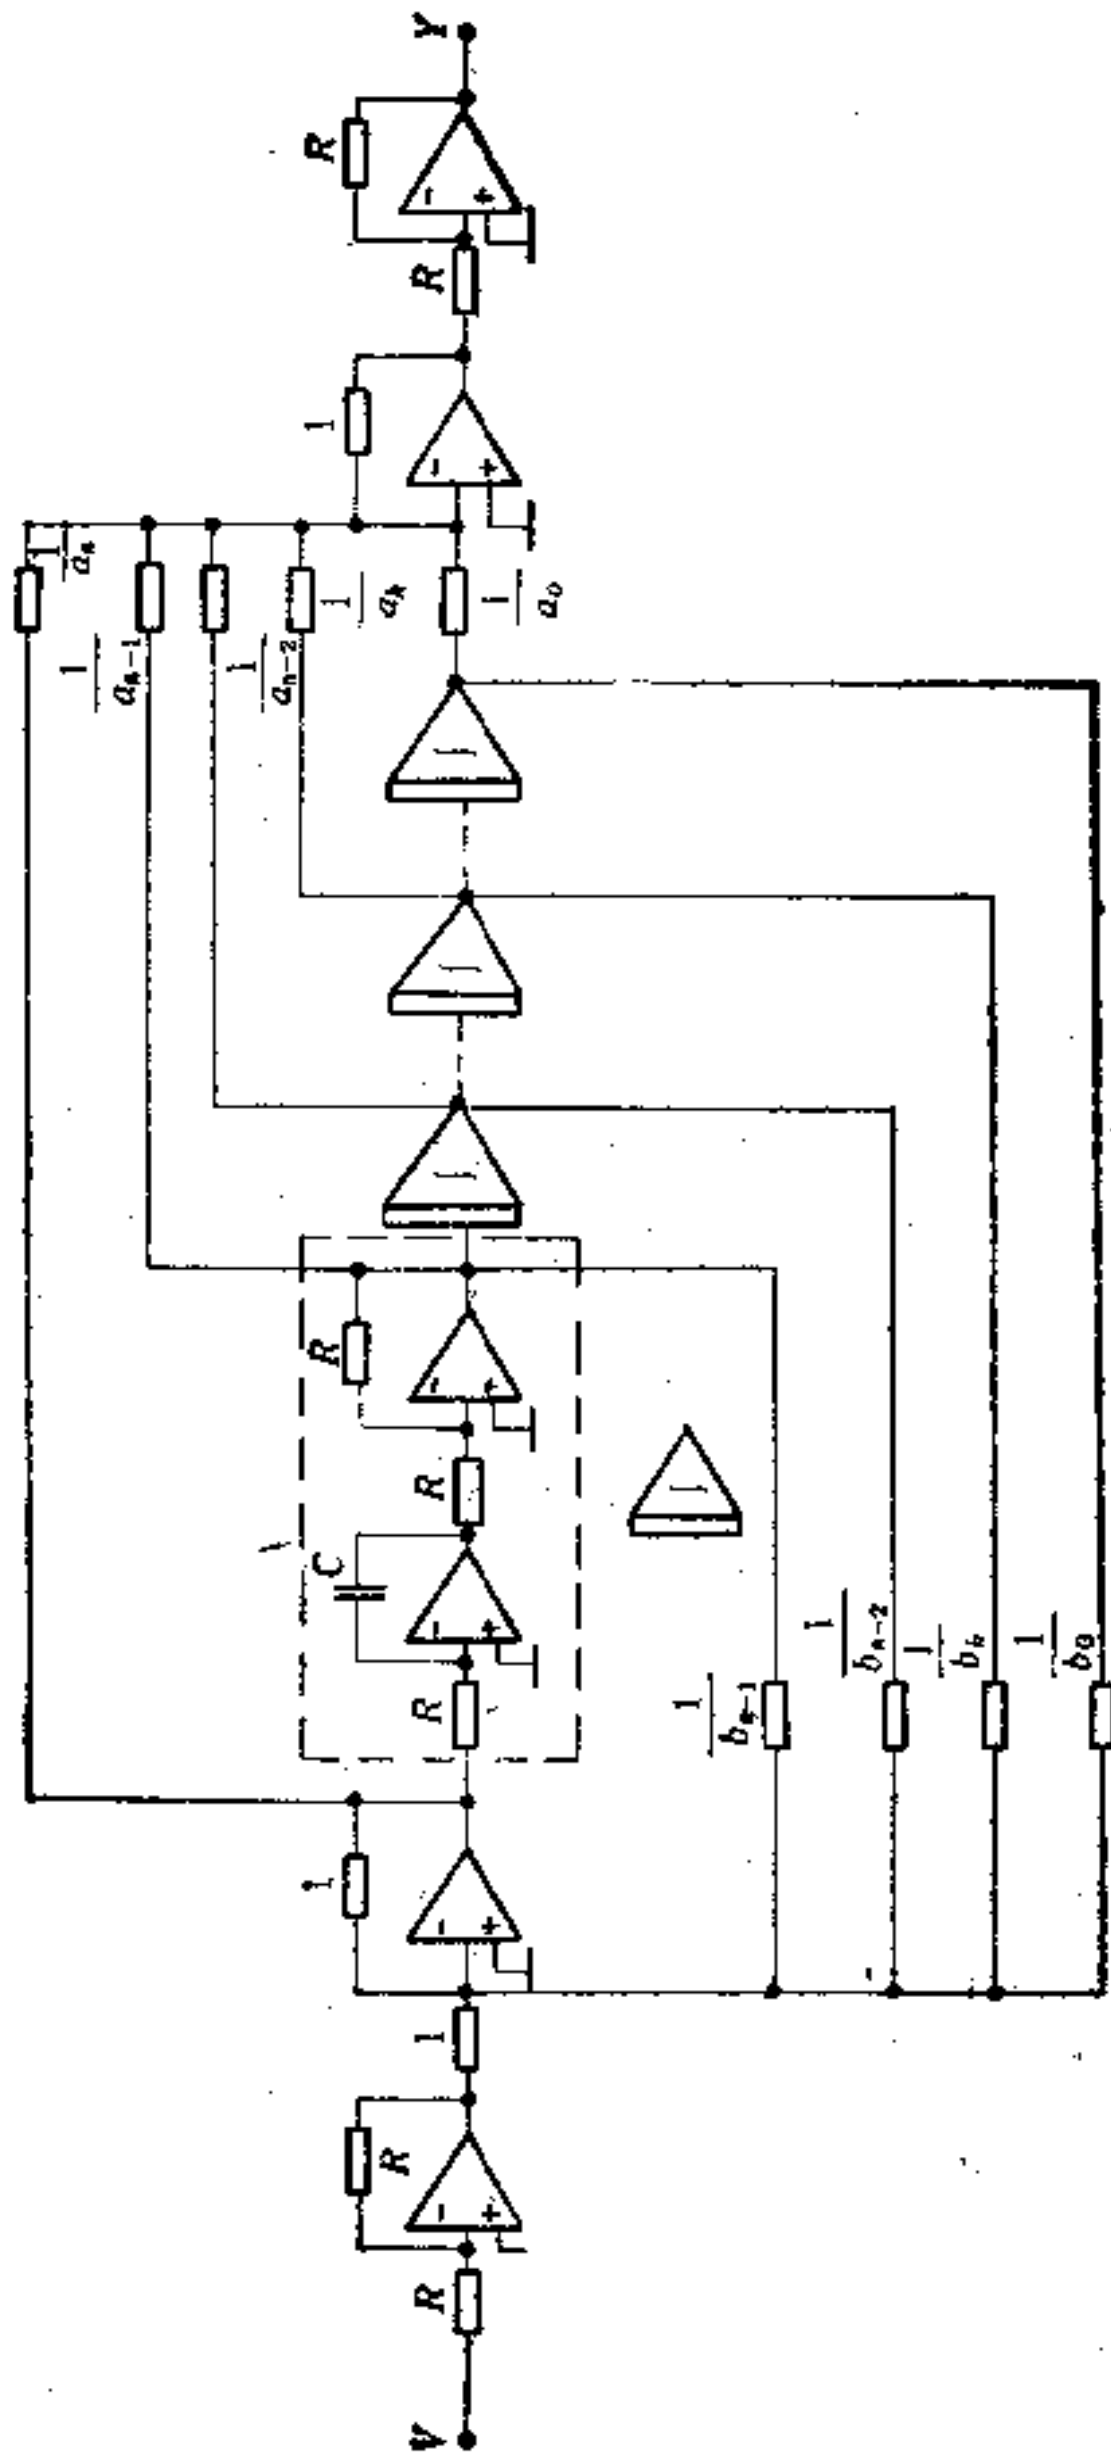 V
R
R
1
1
R
C
R
R
1/a_n
1/a_{n-1}
1/a_{n-2}
1/a_k
1/a_0
1
R
R
Y
1/b_{n-1}
1/b_{n-2}
1/b_k
1/b_0